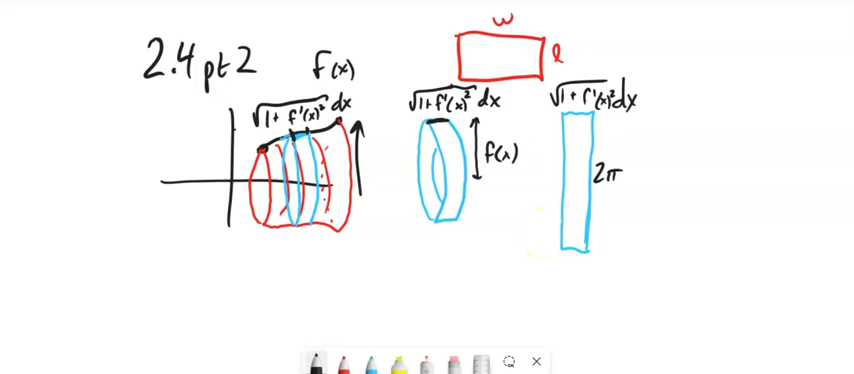 w
2.4 pt 2
f(x)
l
√1+f'(x)² dx
√1+f'(x)² dx
√1+f'(x)² dx
f(x)
2π